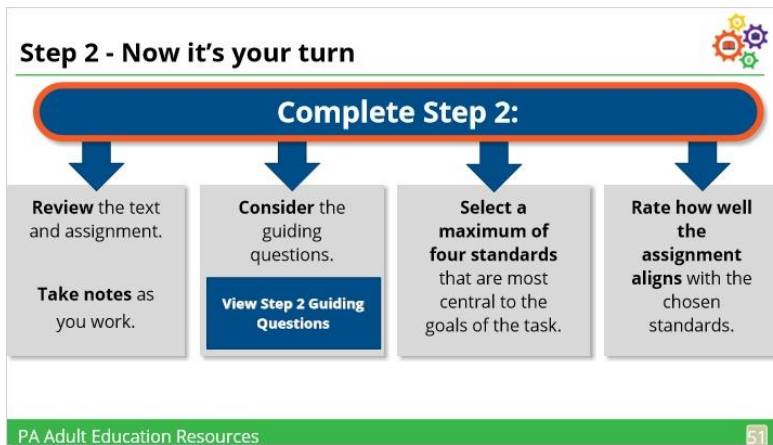 Step 2 - Now it's your turn
Complete Step 2:
Review the text
and assignment.
Take notes as
you work.
Consider the
guiding
questions.
View Step 2 Guiding
Questions
Select a
maximum of
four standards
that are most
central to the
goals of the task.
Rate how well
the
assignment
aligns with the
chosen
standards.
PA Adult Education Resources
51